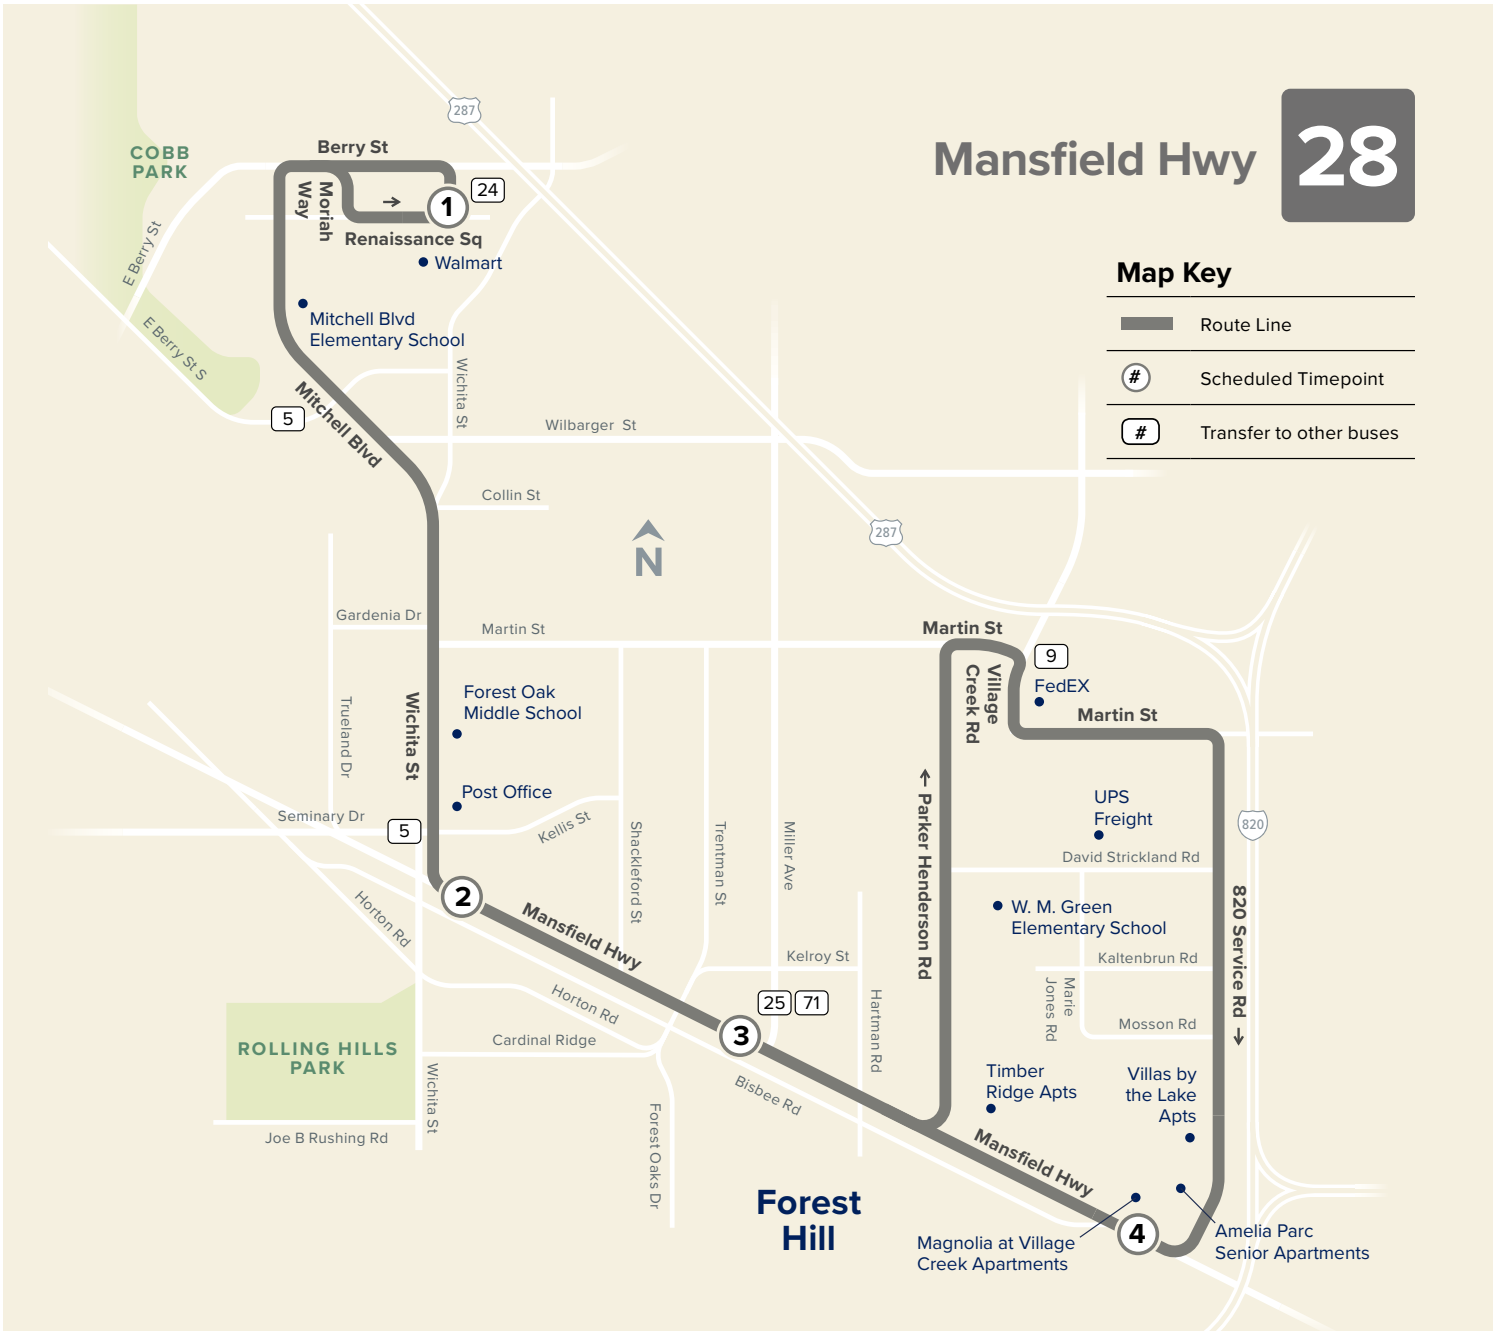 287
COBB
PARK
Berry St
Mansfield Hwy
28
Moriah
Way
24
1
E Berry St
Renaissance Sq
Walmart
Map Key
Mitchell Blvd
Elementary School
Route Line
E Berry St S
Wichita St
#
Scheduled Timepoint
5
Mitchell Blvd
Wilbarger St
#
Transfer to other buses
Collin St
287
N
Gardenia Dr
Martin St
Martin St
9
Village
Creek Rd
FedEX
Martin St
Forest Oak
Middle School
Trueland Dr
Wichita St
Post Office
Seminary Dr
5
Kellis St
Shackleford St
Trentman St
Miller Ave
← Parker Henderson Rd
UPS
Freight
820
David Strickland Rd
2
Horton Rd
Mansfield Hwy
W. M. Green
Elementary School
820 Service Rd →
Kelroy St
Kaltenbrun Rd
Horton Rd
25
71
Hartman Rd
Marie
Jones Rd
Mosson Rd
3
Cardinal Ridge
ROLLING HILLS
PARK
Wichita St
Bisbee Rd
Timber
Ridge Apts
Villas by
the Lake
Apts
Joe B Rushing Rd
Forest Oaks Dr
Mansfield Hwy
Forest
Hill
4
Magnolia at Village
Creek Apartments
Amelia Parc
Senior Apartments